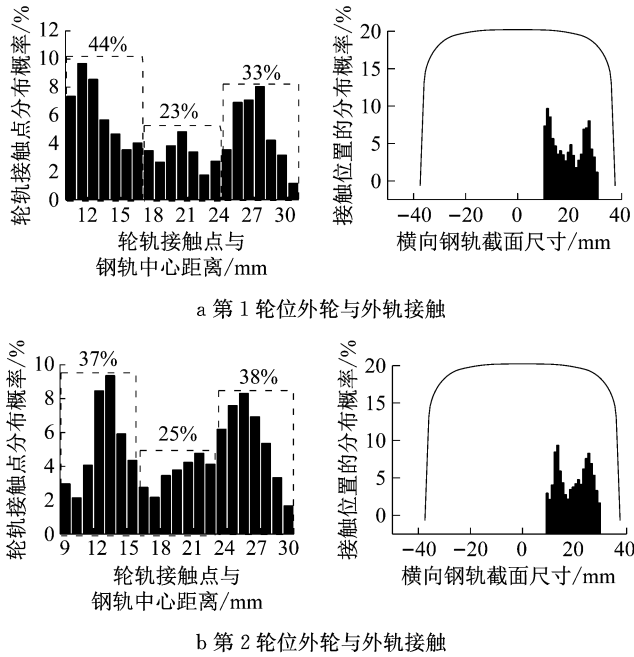 轮轨接触点分布概率/%
12
10
8
6
4
2
0
44%
23%
33%
12 15 18 21 24 27 30
轮轨接触点与
钢轨中心距离/mm
接触位置的分布概率/%
20
15
10
5
0
−40 −20 0 20 40
横向钢轨截面尺寸/mm
a 第1轮位外轮与外轨接触
轮轨接触点分布概率/%
10
8
6
4
2
0
37%
25%
38%
9 12 15 18 21 24 27 30
轮轨接触点与
钢轨中心距离/mm
接触位置的分布概率/%
20
15
10
5
0
−40 −20 0 20 40
横向钢轨截面尺寸/mm
b 第2轮位外轮与外轨接触